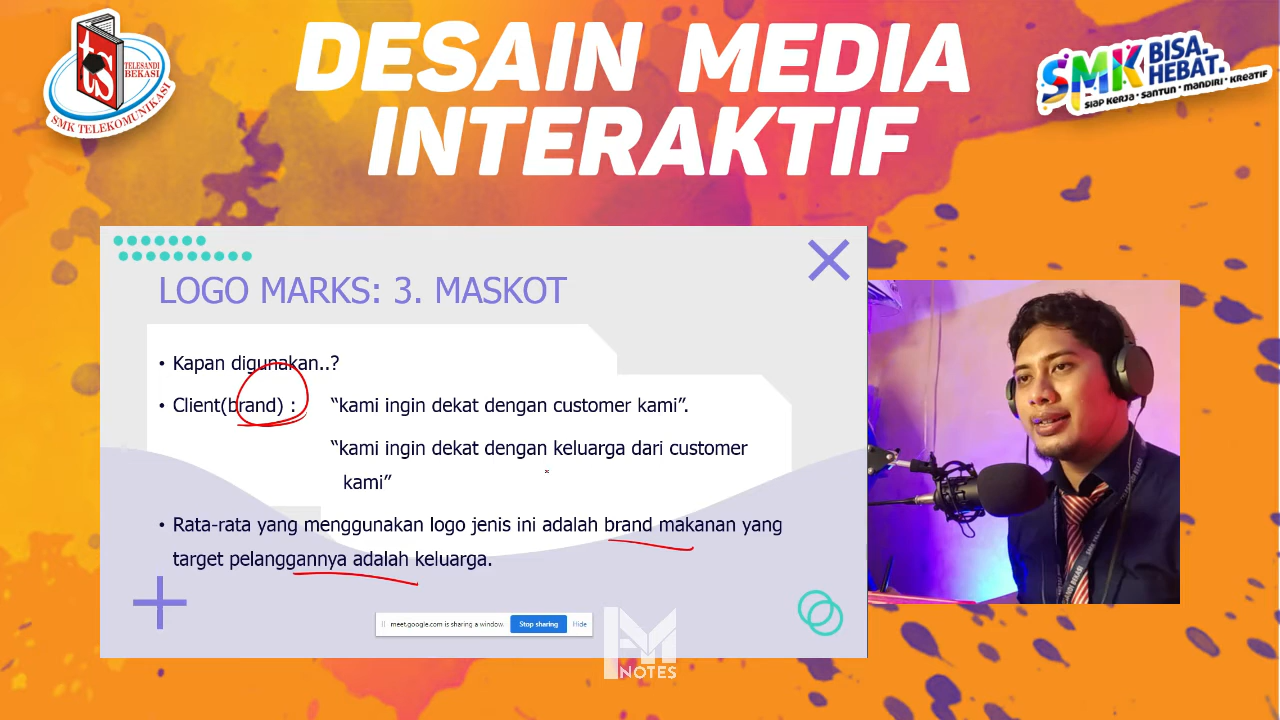 DESAIN MEDIA
INTERAKTIF
TELESANDI
BEKASI
SMK TELEKOMUNIKASI
SMK BISA.
HEBAT.
SIAP KERJA • SANTUN • MANDIRI • KREATIF
LOGO MARKS: 3. MASKOT
• Kapan digunakan..?
• Client(brand) : “kami ingin dekat dengan customer kami”.
“kami ingin dekat dengan keluarga dari customer
kami”
• Rata-rata yang menggunakan logo jenis ini adalah brand makanan yang
target pelanggannya adalah keluarga.
meet.google.com is sharing a window. Stop sharing Hide
NOTES